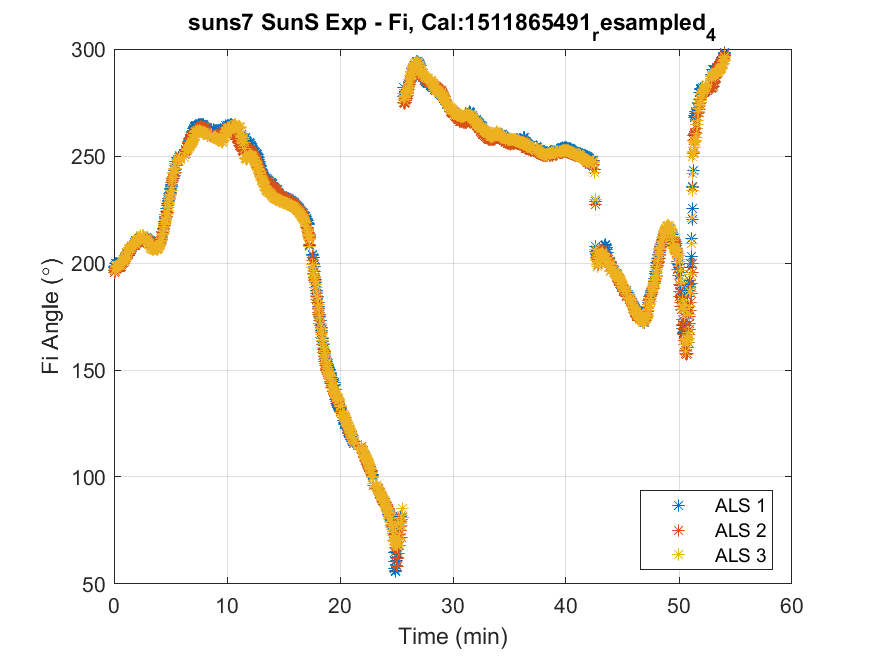 suns7 SunS Exp - Fi, Cal:1511865491resampled4
300
250
200
150
100
50
Fi Angle (°)
0 10 20 30 40 50 60
Time (min)
ALS 1
ALS 2
ALS 3